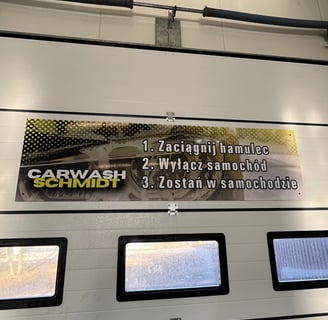 CARWASH
SCHMIDT
1. Zaciągnij hamulec
2. Wyłącz samochód
3. Zostań w samochodzie